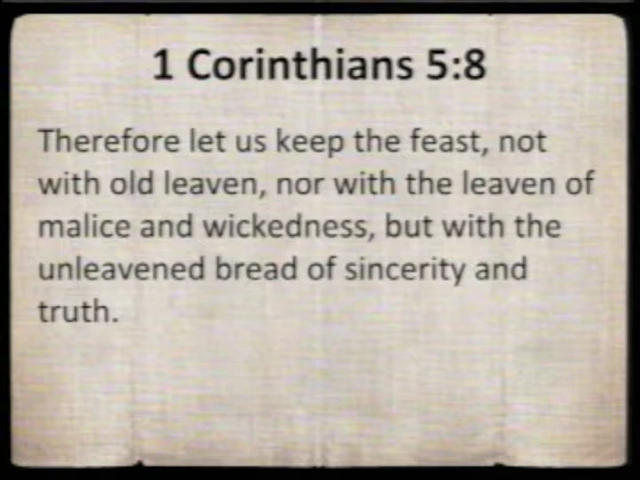 1 Corinthians 5:8
Therefore let us keep the feast, not
with old leaven, nor with the leaven of
malice and wickedness, but with the
unleavened bread of sincerity and
truth.